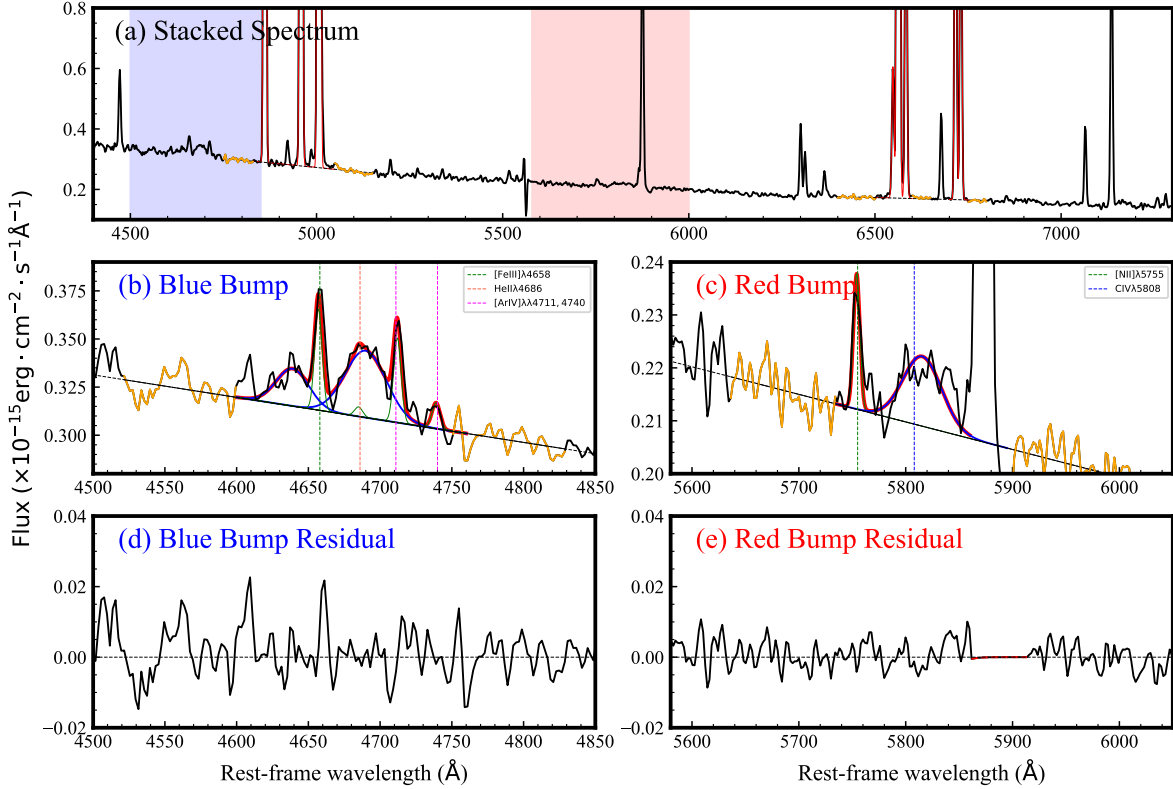 (a) Stacked Spectrum
0.8
0.6
0.4
0.2
4500 5000 5500 6000 6500 7000
Flux (×10⁻¹⁵erg · cm⁻² · s⁻¹Å⁻¹)
(b) Blue Bump
[FeIII]λ4658
HeIIλ4686
[ArIV]λλ4711, 4740
0.375
0.350
0.325
0.300
4500 4550 4600 4650 4700 4750 4800 4850
(c) Red Bump
[NII]λ5755
CIVλ5808
0.24
0.23
0.22
0.21
0.20
5600 5700 5800 5900 6000
(d) Blue Bump Residual
0.04
0.02
0.00
−0.02
4500 4550 4600 4650 4700 4750 4800 4850
Rest-frame wavelength (Å)
(e) Red Bump Residual
0.04
0.02
0.00
−0.02
5600 5700 5800 5900 6000
Rest-frame wavelength (Å)